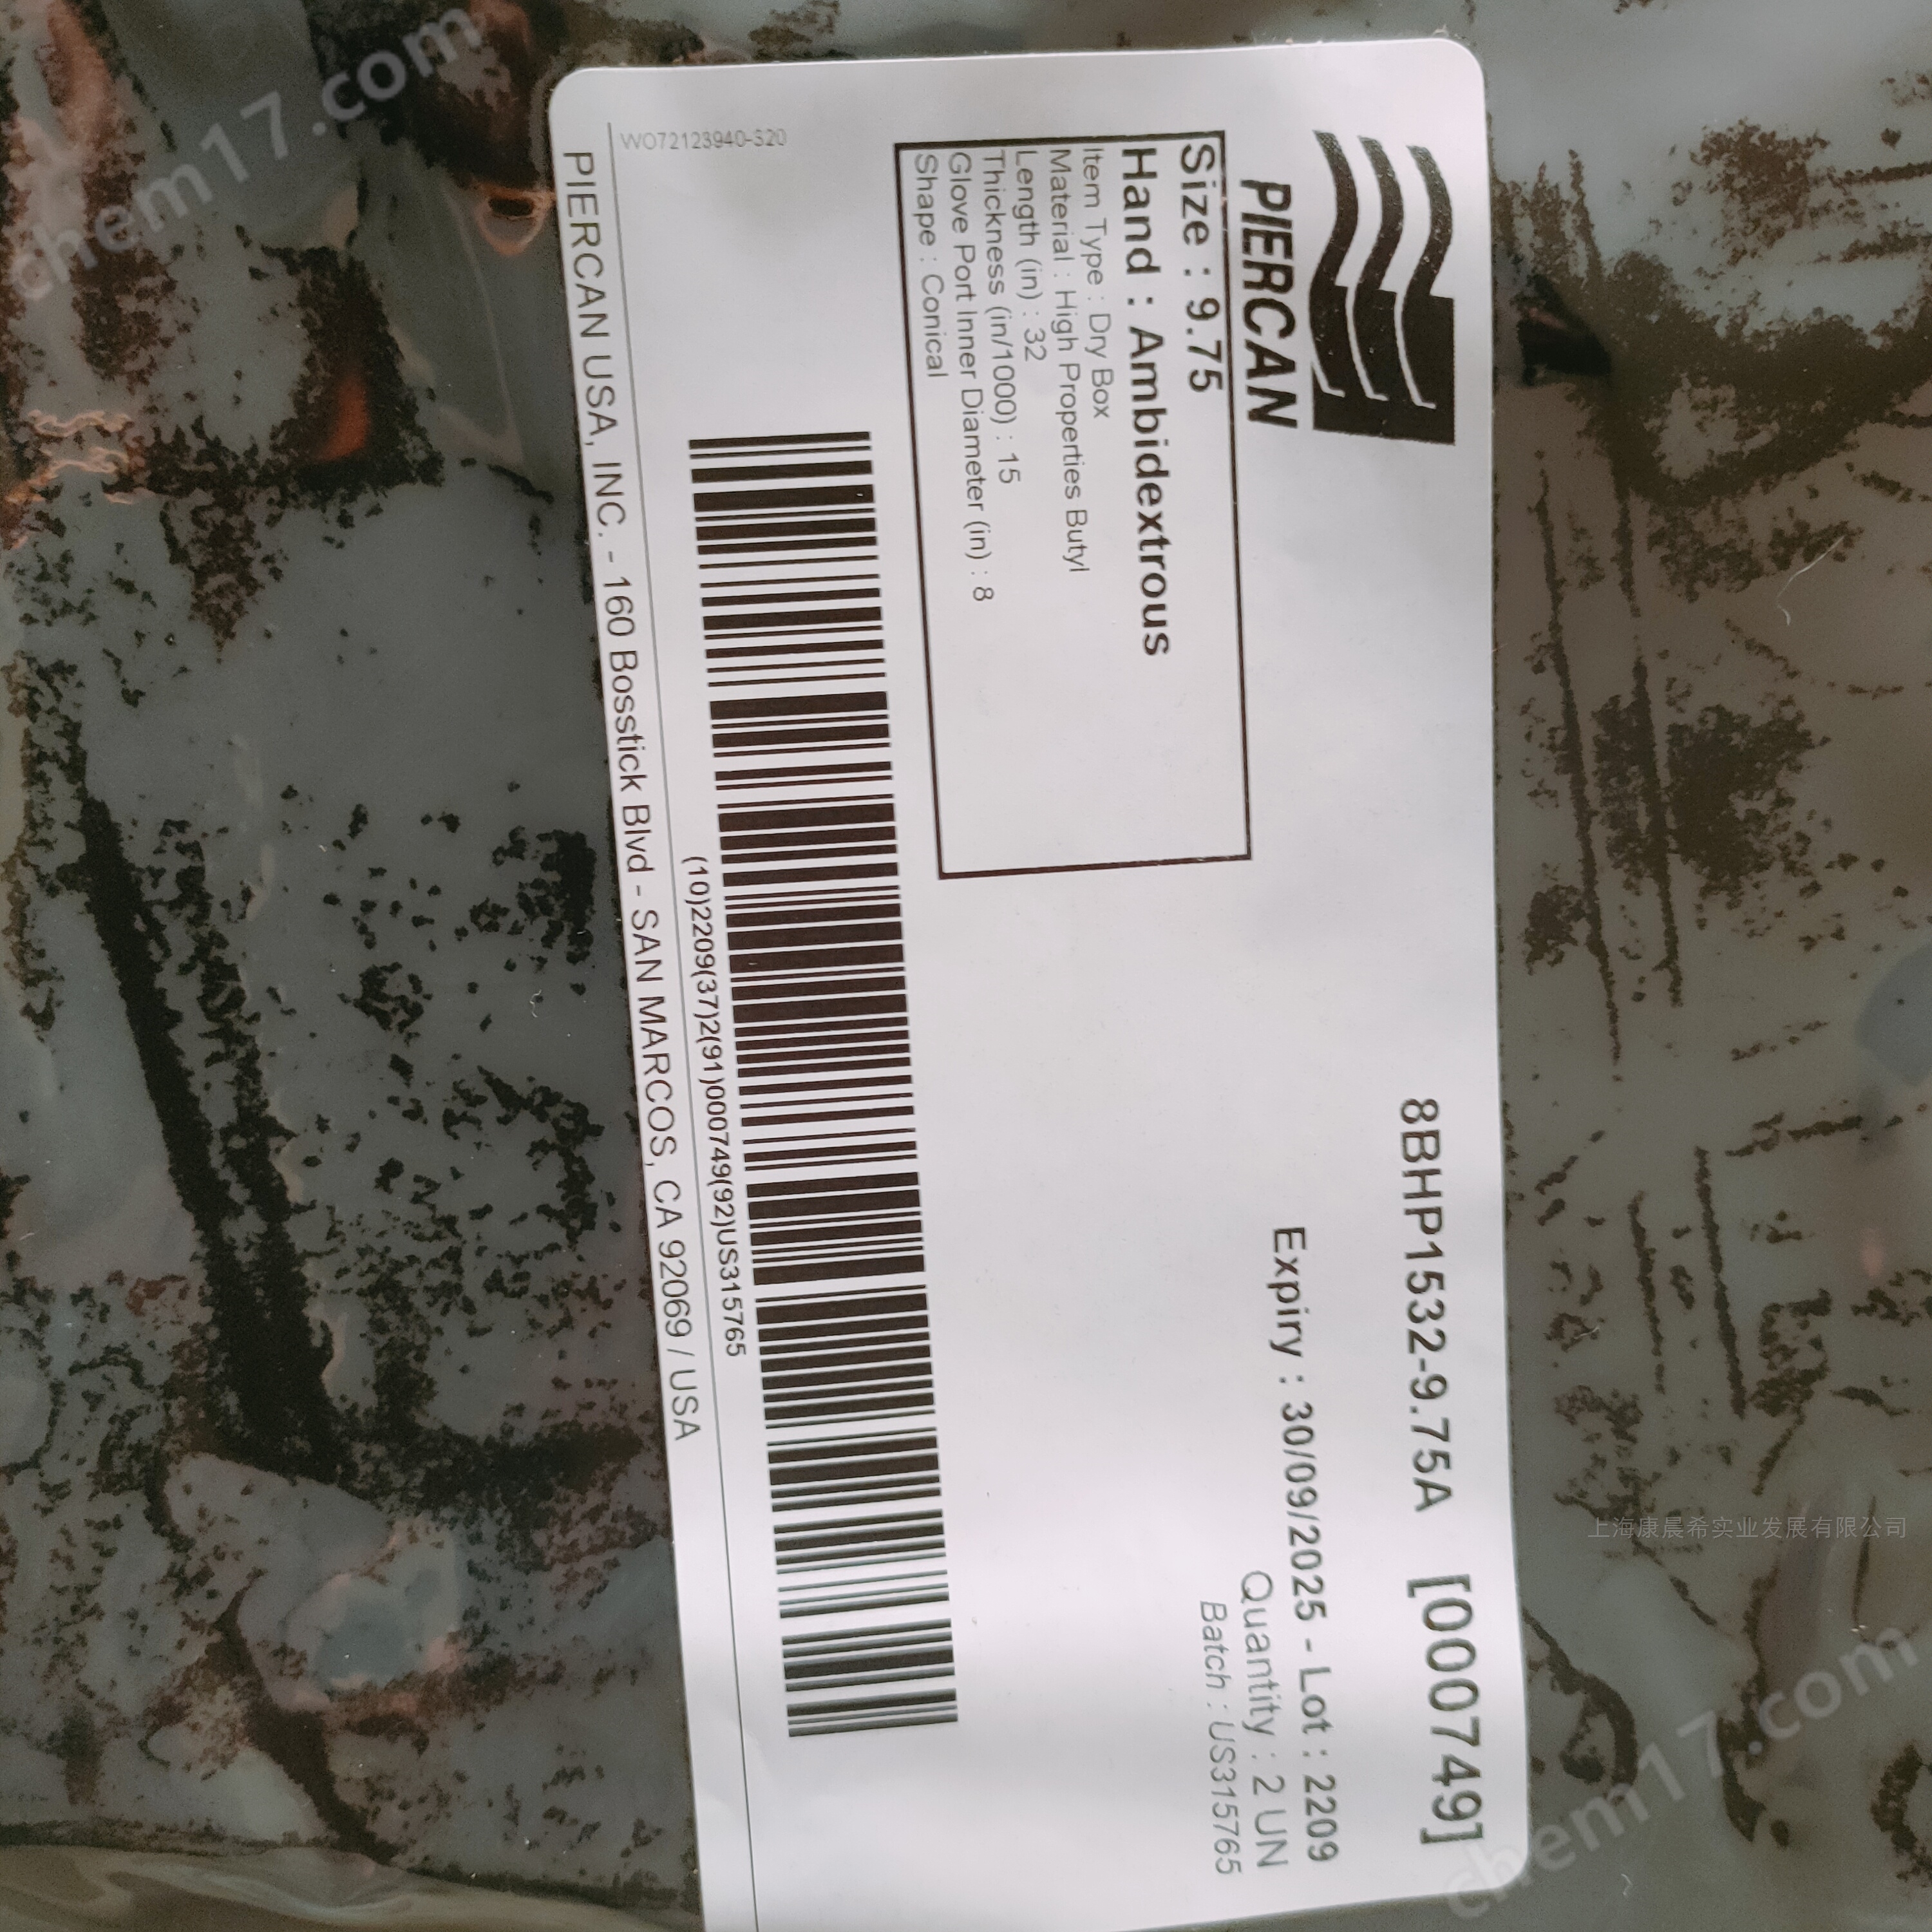 PIERCAN
8BHP1532-9.75A [000749]
Expiry : 30/09/2025 - Lot : 2209
Quantity : 2 UN
Batch : US315765
Size : 9.75
Hand : Ambidextrous
Item Type : Dry Box
Material : High Properties Butyl
Length (in) : 32
Thickness (in/1000) : 15
Glove Port Inner Diameter (in) : 8
Shape : Conical
(10)2209(37)2(91)000749(92)US315765
WO72123940-S20
PIERCAN USA, INC. - 160 Bosstick Blvd - SAN MARCOS, CA 92069 / USA
chem17.com
上海康晨希实业发展有限公司
chem17.com